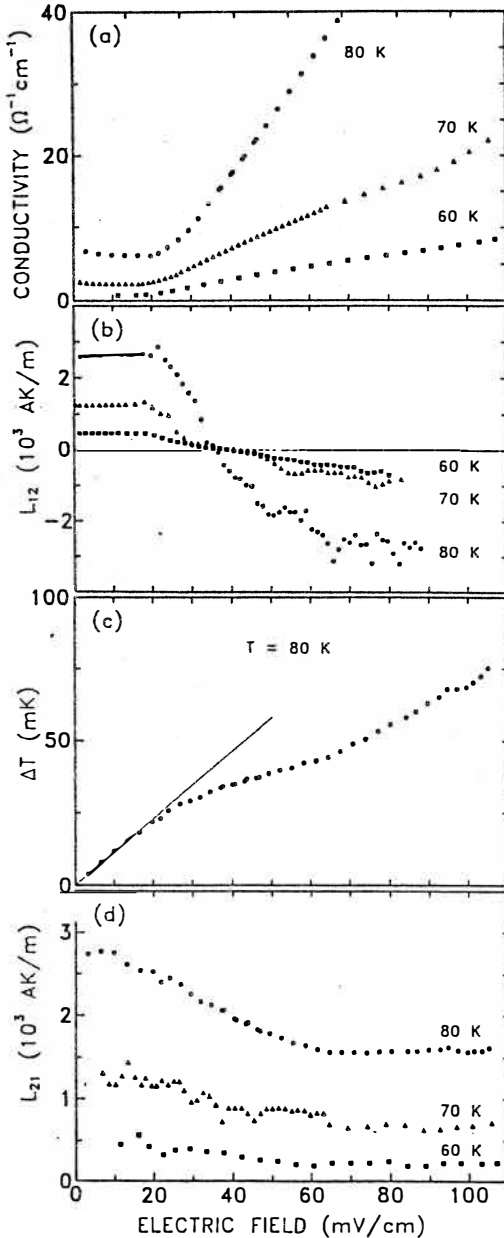 (a)
80 K
70 K
60 K
CONDUCTIVITY (Ω⁻¹cm⁻¹)
40
20
0
(b)
60 K
70 K
80 K
L₁₂ (10³ AK/m)
2
0
-2
100
(c)
T = 80 K
ΔT (mK)
50
0
(d)
80 K
70 K
60 K
L₂₁ (10³ AK/m)
3
2
1
0
0 20 40 60 80 100
ELECTRIC FIELD (mV/cm)